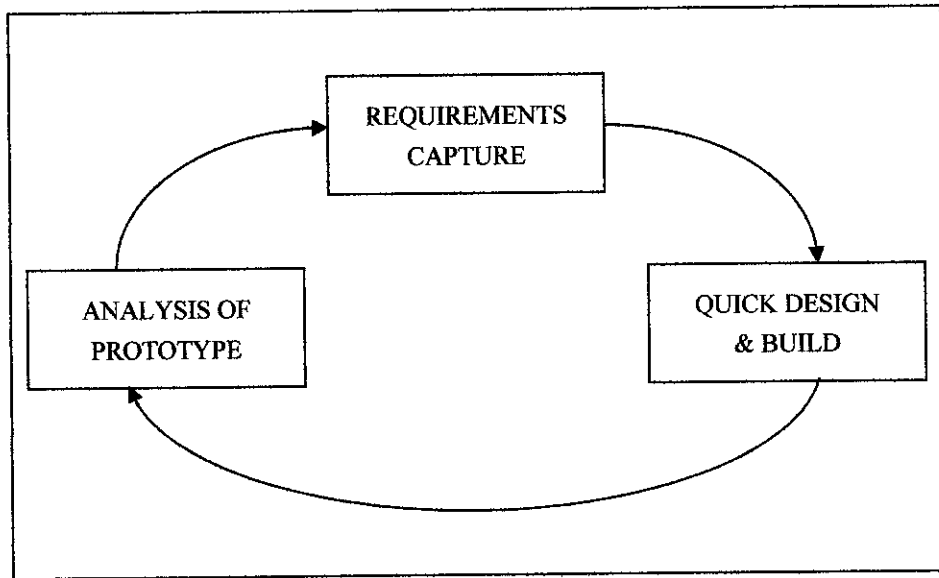 REQUIREMENTS
CAPTURE
QUICK DESIGN
& BUILD
ANALYSIS OF
PROTOTYPE